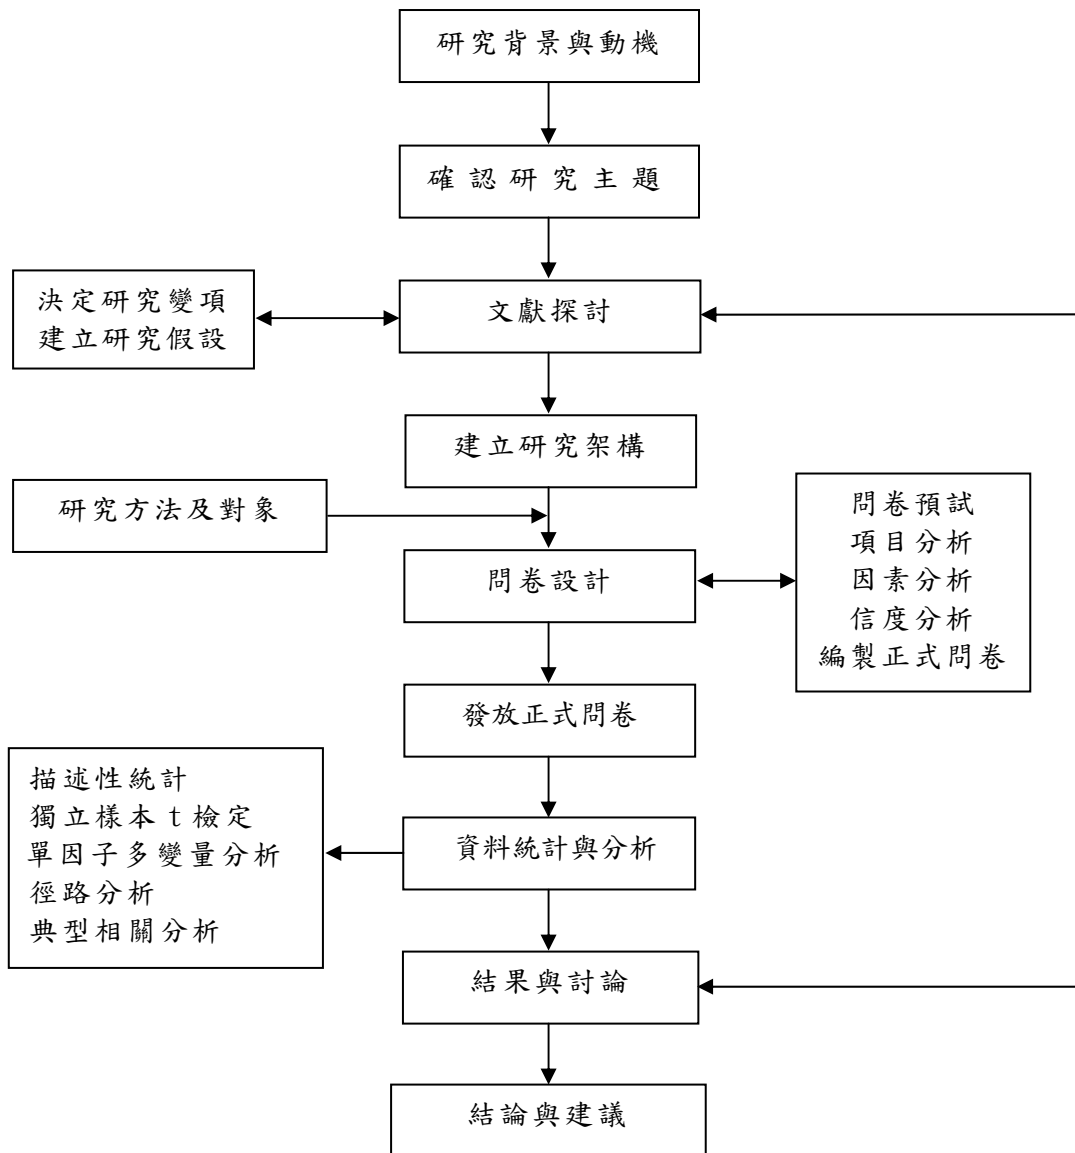 研究背景與動機
確認研究主題
決定研究變項
建立研究假設
文獻探討
建立研究架構
研究方法及對象
問卷設計
問卷預試
項目分析
因素分析
信度分析
編製正式問卷
發放正式問卷
描述性統計
獨立樣本 t 檢定
單因子多變量分析
徑路分析
典型相關分析
資料統計與分析
結果與討論
結論與建議